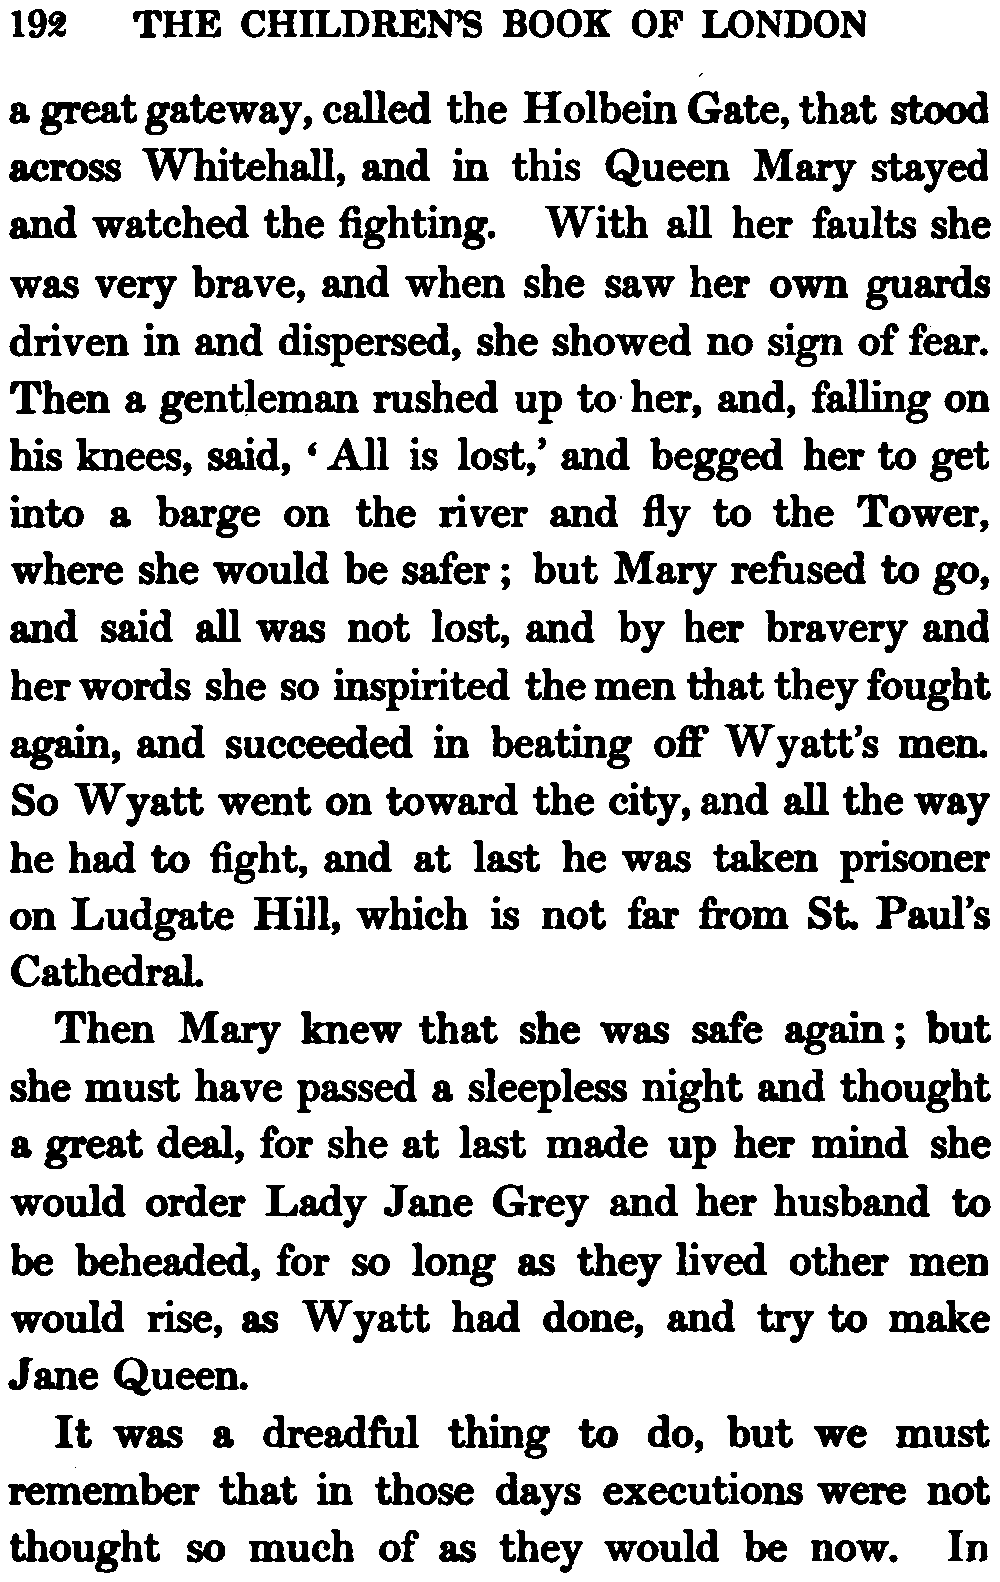 192 THE CHILDREN'S BOOK OF LONDON
a great gateway, called the Holbein Gate, that stood
across Whitehall, and in this Queen Mary stayed
and watched the fighting. With all her faults she
was very brave, and when she saw her own guards
driven in and dispersed, she showed no sign of fear.
Then a gentleman rushed up to her, and, falling on
his knees, said, ‘All is lost,’ and begged her to get
into a barge on the river and fly to the Tower,
where she would be safer; but Mary refused to go,
and said all was not lost, and by her bravery and
her words she so inspirited the men that they fought
again, and succeeded in beating off Wyatt's men.
So Wyatt went on toward the city, and all the way
he had to fight, and at last he was taken prisoner
on Ludgate Hill, which is not far from St. Paul's
Cathedral.
Then Mary knew that she was safe again; but
she must have passed a sleepless night and thought
a great deal, for she at last made up her mind she
would order Lady Jane Grey and her husband to
be beheaded, for so long as they lived other men
would rise, as Wyatt had done, and try to make
Jane Queen.
It was a dreadful thing to do, but we must
remember that in those days executions were not
thought so much of as they would be now. In